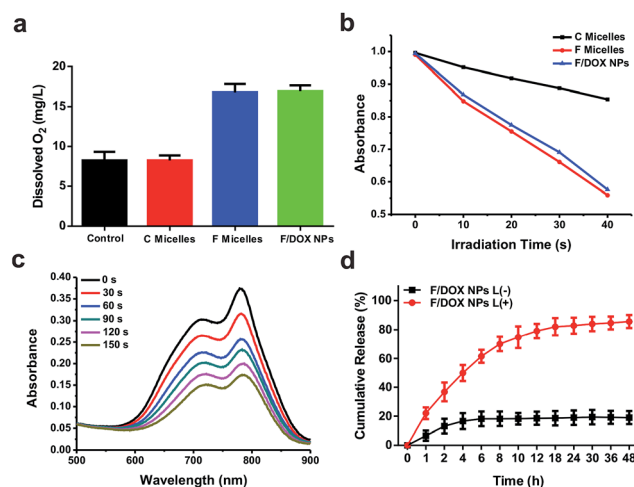 a
Dissolved O2 (mg/L)
20
15
10
5
0
Control
C Micelles
F Micelles
F/DOX NPs
b
Absorbance
1.0
0.9
0.8
0.7
0.6
0.5
C Micelles
F Micelles
F/DOX NPs
0
10
20
30
40
Irradiation Time (s)
c
Absorbance
0.40
0.35
0.30
0.25
0.20
0.15
0.10
0.05
0.00
0 s
30 s
60 s
90 s
120 s
150 s
500
600
700
800
900
Wavelength (nm)
d
Cumulative Release (%)
100
80
60
40
20
0
F/DOX NPs L(-)
F/DOX NPs L(+)
0 1 2 4 6 8 10 12 18 24 30 36 48
Time (h)